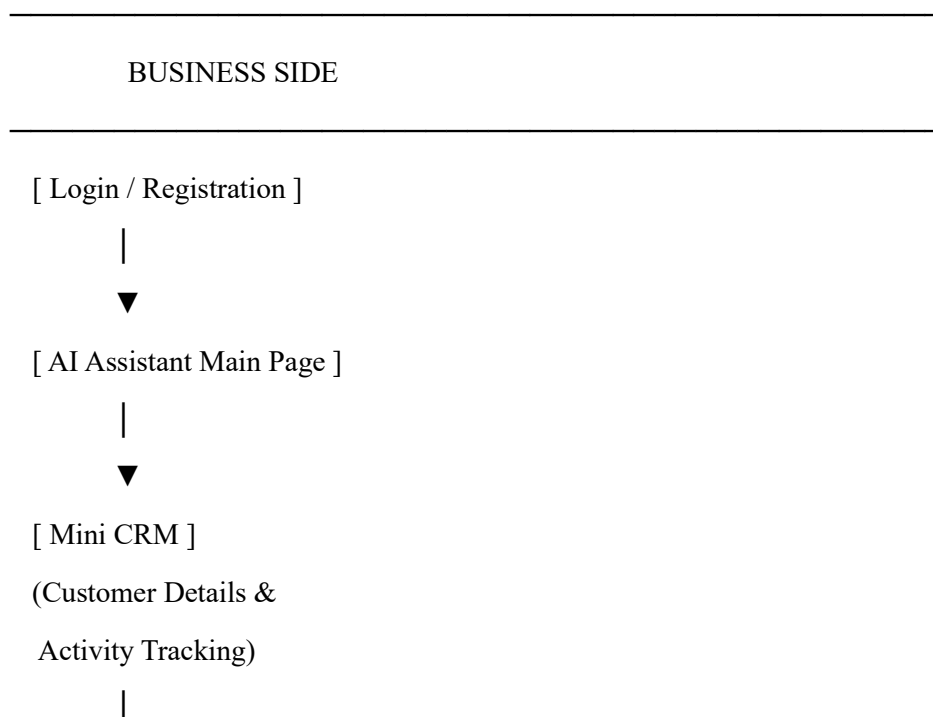 BUSINESS SIDE
[ Login / Registration ]
│
▼
[ AI Assistant Main Page ]
│
▼
[ Mini CRM ]
(Customer Details &
Activity Tracking)
│